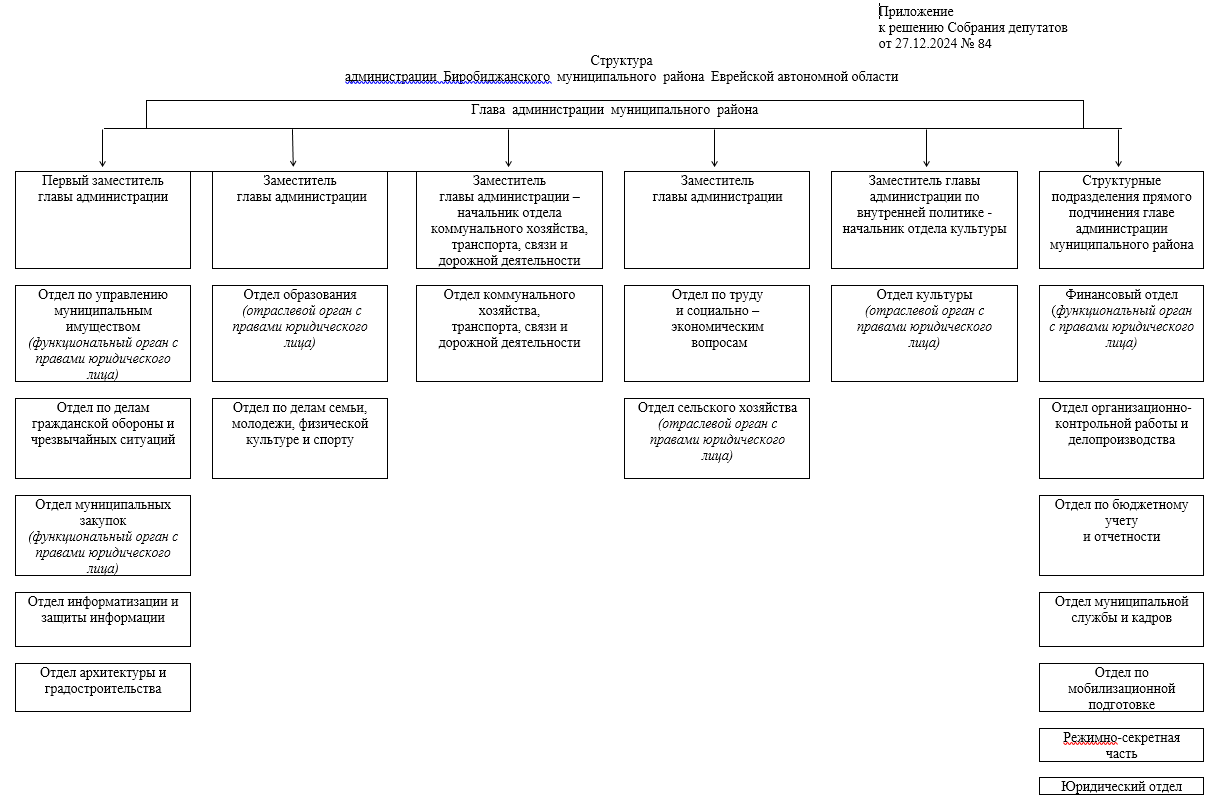 Приложение
к решению Собрания депутатов
от 27.12.2024 № 84
Структура
администрации Биробиджанского муниципального района Еврейской автономной области
Глава администрации муниципального района
Первый заместитель
главы администрации
Заместитель
главы администрации
Заместитель
главы администрации –
начальник отдела
коммунального хозяйства,
транспорта, связи и
дорожной деятельности
Заместитель
главы администрации
Заместитель главы
администрации по
внутренней политике -
начальник отдела культуры
Структурные
подразделения прямого
подчинения главе
администрации
муниципального района
Отдел по управлению
муниципальным
имуществом
(функциональный орган с
правами юридического
лица)
Отдел образования
(отраслевой орган с
правами юридического
лица)
Отдел коммунального
хозяйства,
транспорта, связи и
дорожной деятельности
Отдел по труду
и социально –
экономическим
вопросам
Отдел культуры
(отраслевой орган с
правами юридического
лица)
Финансовый отдел
(функциональный орган
с правами юридического
лица)
Отдел по делам
гражданской обороны и
чрезвычайных ситуаций
Отдел по делам семьи,
молодежи, физической
культуре и спорту
Отдел сельского хозяйства
(отраслевой орган с
правами юридического
лица)
Отдел организационно-
контрольной работы и
делопроизводства
Отдел муниципальных
закупок
(функциональный орган с
правами юридического
лица)
Отдел по бюджетному
учету
и отчетности
Отдел информатизации и
защиты информации
Отдел муниципальной
службы и кадров
Отдел архитектуры и
градостроительства
Отдел по
мобилизационной
подготовке
Режимно-секретная
часть
Юридический отдел